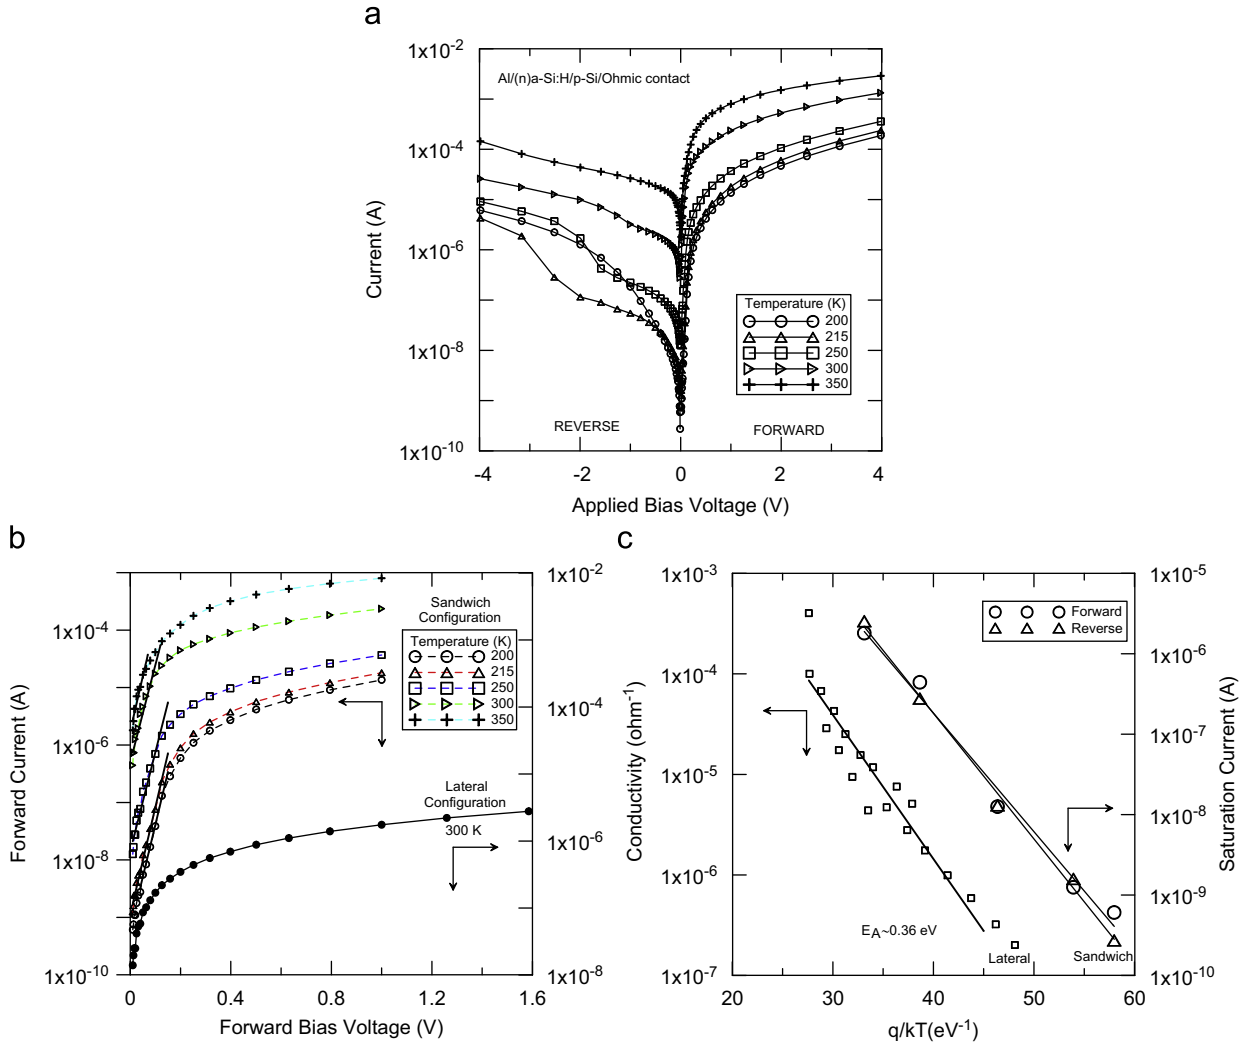 a
1x10-2
1x10-4
1x10-6
1x10-8
1x10-10
Current (A)
Al/(n)a-Si:H/p-Si/Ohmic contact
Temperature (K)
200
215
250
300
350
REVERSE
FORWARD
-4
-2
0
2
4
Applied Bias Voltage (V)
b
1x10-4
1x10-6
1x10-8
1x10-10
Forward Current (A)
Sandwich
Configuration
Temperature (K)
200
215
250
300
350
Lateral
Configuration
300 K
1x10-2
1x10-4
1x10-6
1x10-8
0
0.4
0.8
1.2
1.6
Forward Bias Voltage (V)
c
1x10-3
1x10-4
1x10-5
1x10-6
1x10-7
Conductivity (ohm-1)
Forward
Reverse
EA~0.36 eV
Lateral
Sandwich
1x10-5
1x10-6
1x10-7
1x10-8
1x10-9
1x10-10
Saturation Current (A)
20
30
40
50
60
q/kT(eV-1)